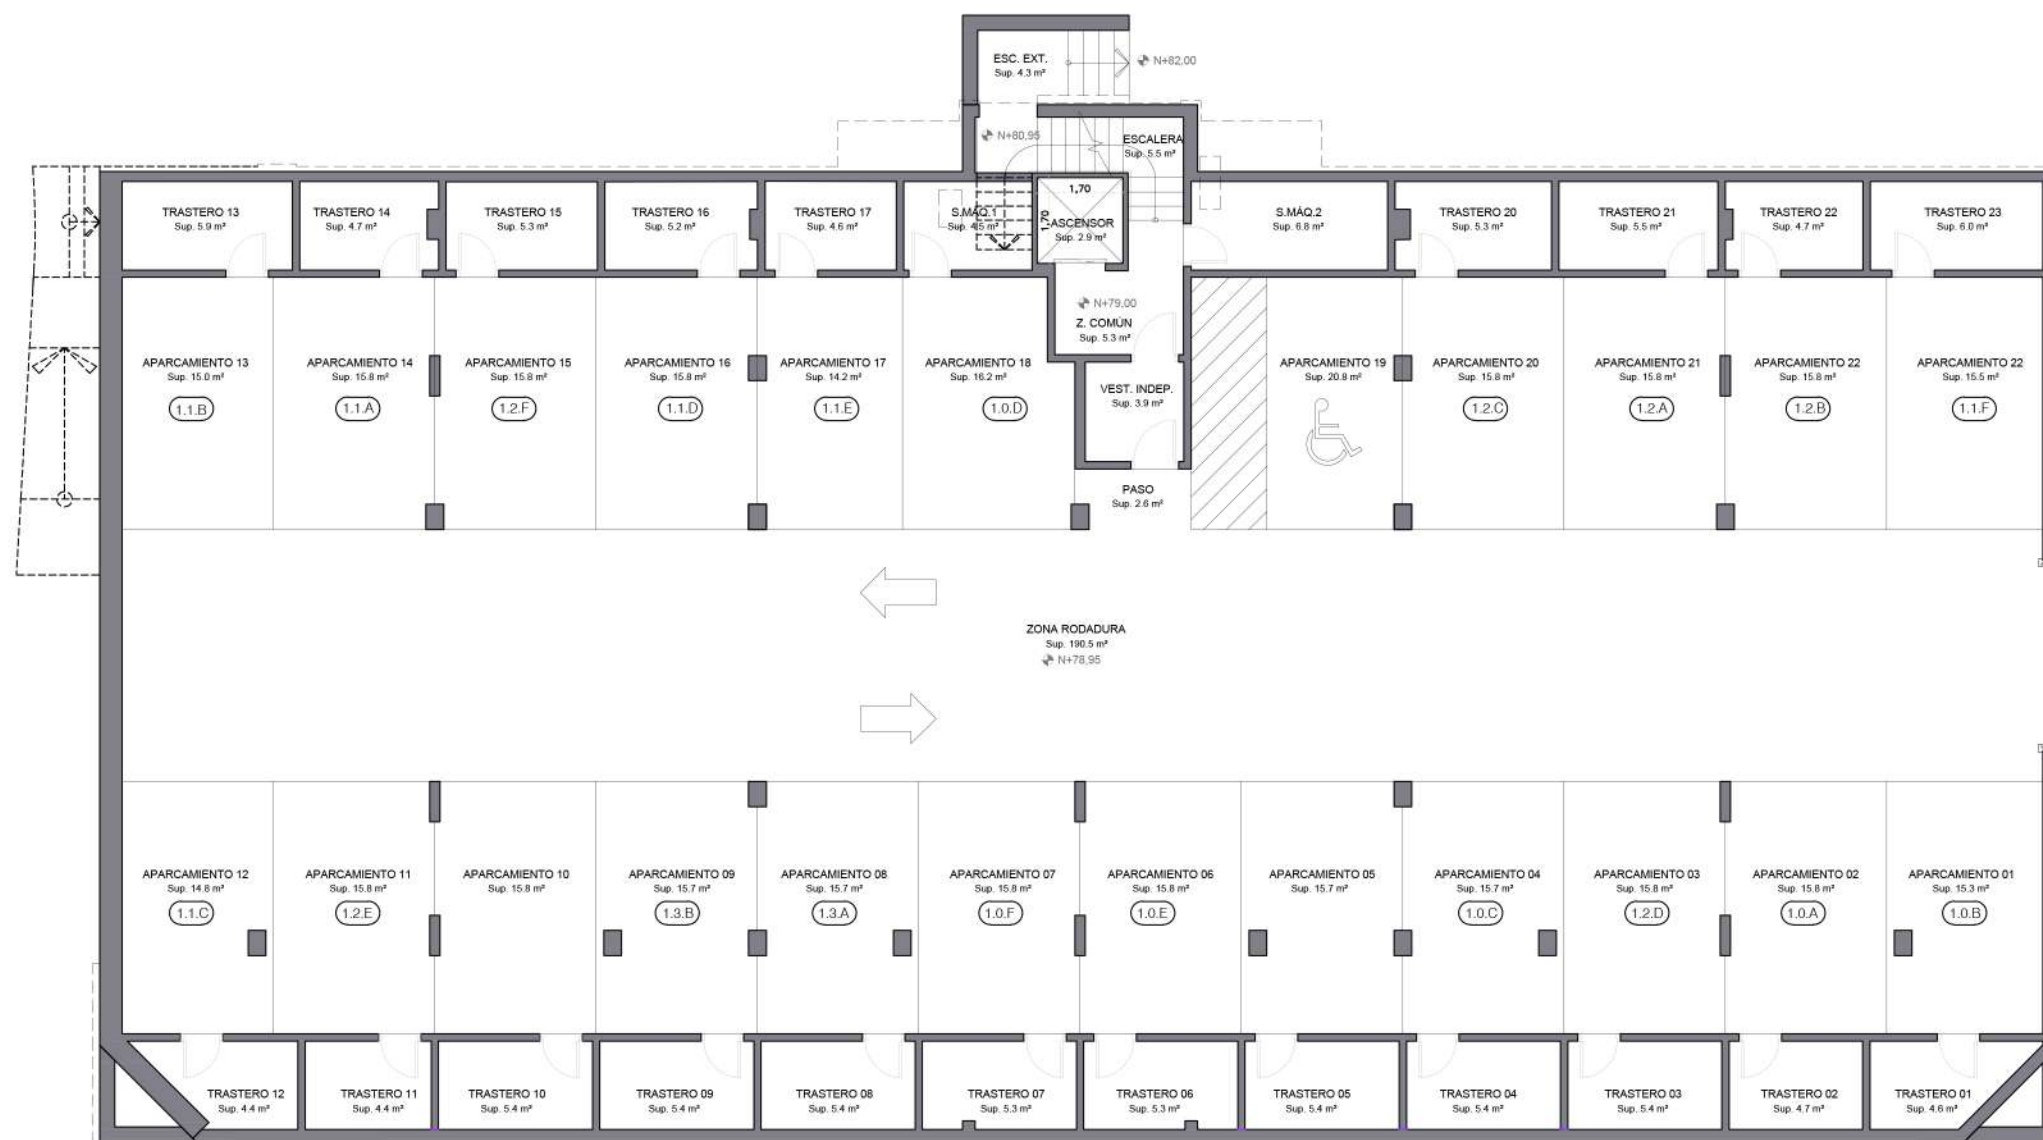 ESC. EXT.
Sup. 4.3 m²
N+82,00
N+80,95
ESCALERA
Sup. 5.5 m²
TRASTERO 13
Sup. 5.9 m²
TRASTERO 14
Sup. 4.7 m²
TRASTERO 15
Sup. 5.3 m²
TRASTERO 16
Sup. 5.2 m²
TRASTERO 17
Sup. 4.6 m²
S.MÁQ.1
Sup. 4.5 m²
1,70
1,70
ASCENSOR
Sup. 2.9 m²
S.MÁQ.2
Sup. 6.8 m²
TRASTERO 20
Sup. 5.3 m²
TRASTERO 21
Sup. 5.5 m²
TRASTERO 22
Sup. 4.7 m²
TRASTERO 23
Sup. 6.0 m²
N+79,00
Z. COMÚN
Sup. 5.3 m²
APARCAMIENTO 13
Sup. 15.0 m²
1.1.B
APARCAMIENTO 14
Sup. 15.8 m²
1.1.A
APARCAMIENTO 15
Sup. 15.8 m²
1.2.F
APARCAMIENTO 16
Sup. 15.8 m²
1.1.D
APARCAMIENTO 17
Sup. 14.2 m²
1.1.E
APARCAMIENTO 18
Sup. 16.2 m²
1.0.D
VEST. INDEP.
Sup. 3.9 m²
APARCAMIENTO 19
Sup. 20.8 m²
APARCAMIENTO 20
Sup. 15.8 m²
1.2.C
APARCAMIENTO 21
Sup. 15.8 m²
1.2.A
APARCAMIENTO 22
Sup. 15.8 m²
1.2.B
APARCAMIENTO 22
Sup. 15.5 m²
1.1.F
PASO
Sup. 2.6 m²
ZONA RODADURA
Sup. 190.5 m²
N+78,95
APARCAMIENTO 12
Sup. 14.8 m²
1.1.C
APARCAMIENTO 11
Sup. 15.8 m²
1.2.E
APARCAMIENTO 10
Sup. 15.8 m²
APARCAMIENTO 09
Sup. 15.7 m²
1.3.B
APARCAMIENTO 08
Sup. 15.7 m²
1.3.A
APARCAMIENTO 07
Sup. 15.8 m²
1.0.F
APARCAMIENTO 06
Sup. 15.8 m²
1.0.E
APARCAMIENTO 05
Sup. 15.7 m²
APARCAMIENTO 04
Sup. 15.7 m²
1.0.C
APARCAMIENTO 03
Sup. 15.8 m²
1.2.D
APARCAMIENTO 02
Sup. 15.8 m²
1.0.A
APARCAMIENTO 01
Sup. 15.3 m²
1.0.B
TRASTERO 12
Sup. 4.4 m²
TRASTERO 11
Sup. 4.4 m²
TRASTERO 10
Sup. 5.4 m²
TRASTERO 09
Sup. 5.4 m²
TRASTERO 08
Sup. 5.4 m²
TRASTERO 07
Sup. 5.3 m²
TRASTERO 06
Sup. 5.3 m²
TRASTERO 05
Sup. 5.4 m²
TRASTERO 04
Sup. 5.4 m²
TRASTERO 03
Sup. 5.4 m²
TRASTERO 02
Sup. 4.7 m²
TRASTERO 01
Sup. 4.6 m²